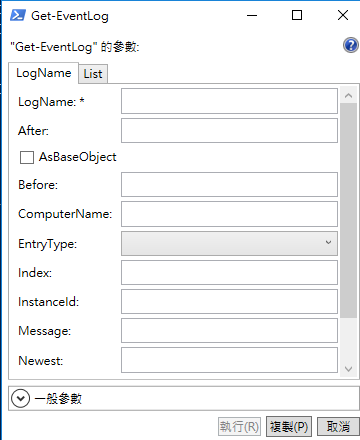 Get-EventLog
"Get-EventLog" 的參數:
LogName List
LogName: *
After:
AsBaseObject
Before:
ComputerName:
EntryType:
Index:
InstanceId:
Message:
Newest:
一般參數
執行(R) 複製(P) 取消